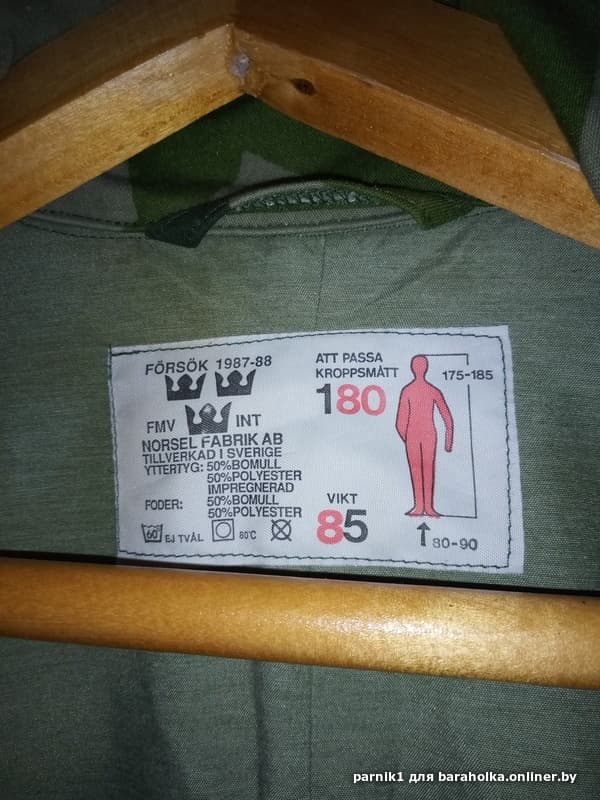 FÖRSÖK 1987-88
FMV INT
NORSEL FABRIK AB
TILLVERKAD I SVERIGE
YTTERTYG: 50%BOMULL
50%POLYESTER
IMPREGNERAD
FODER: 50%BOMULL
50%POLYESTER
60 EJ TVÅL 80°C
ATT PASSA
KROPPSMÅTT
180
175-185
VIKT
85
80-90
parnik1 для baraholka.onliner.by